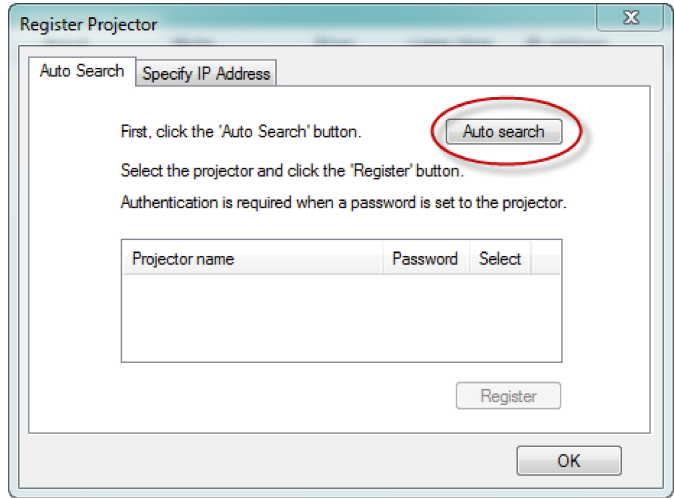 Register Projector
Auto Search
Specify IP Address
First, click the 'Auto Search' button.
Auto search
Select the projector and click the 'Register' button.
Authentication is required when a password is set to the projector.
Projector name Password Select
Register
OK